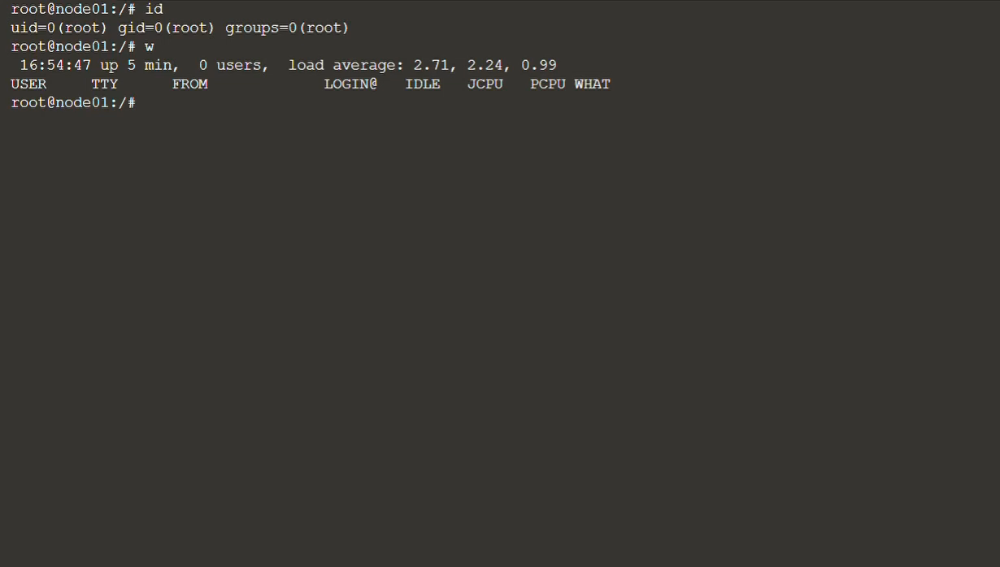 root@node01:/# id
uid=0(root) gid=0(root) groups=0(root)
root@node01:/# w
 16:54:47 up 5 min,  0 users,  load average: 2.71, 2.24, 0.99
USER     TTY      FROM             LOGIN@   IDLE   JCPU   PCPU WHAT
root@node01:/#